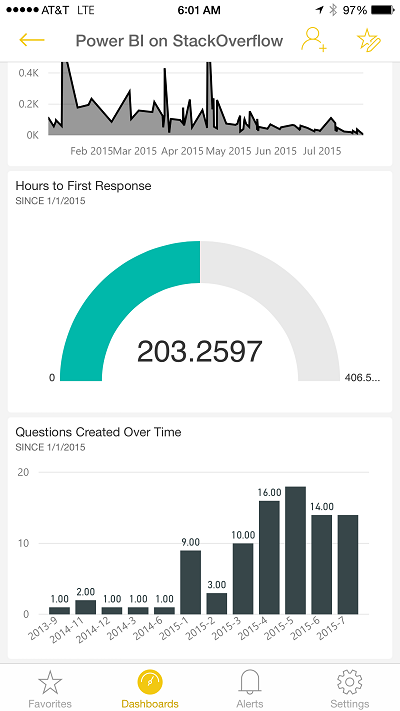 AT&T LTE 6:01 AM 97%
Power BI on StackOverflow
0.4K
0.2K
0K
Feb 2015 Mar 2015 Apr 2015 May 2015 Jun 2015 Jul 2015
Hours to First Response
SINCE 1/1/2015
203.2597
0 406.5...
Questions Created Over Time
SINCE 1/1/2015
20
10
0
1.00 2.00 1.00 1.00 1.00 9.00 3.00 10.00 16.00 14.00
2013-9 2014-11 2014-12 2014-3 2014-6 2015-1 2015-2 2015-3 2015-4 2015-5 2015-6 2015-7
Favorites Dashboards Alerts Settings